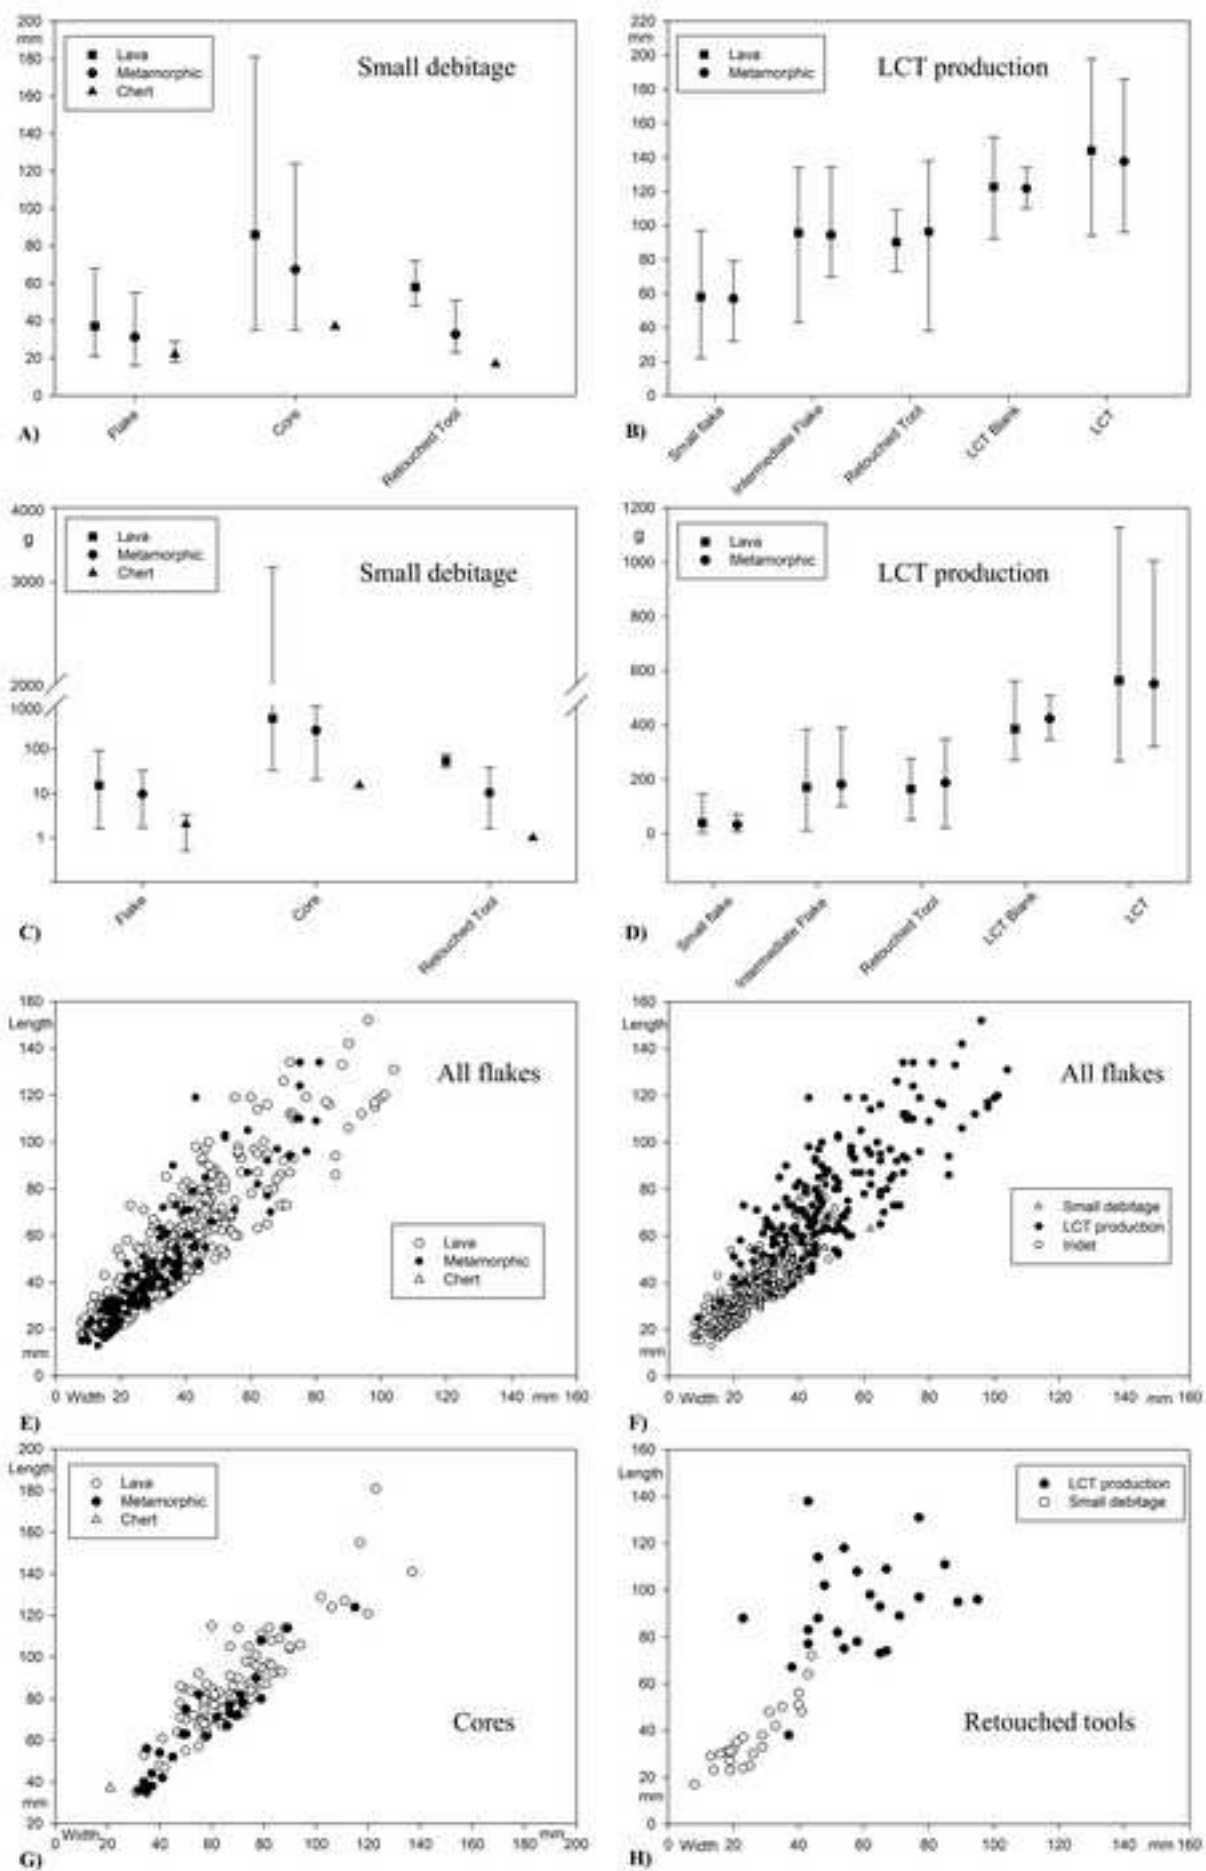 200
mm
180
160
140
120
100
80
60
40
20
0
Lava
Metamorphic
Chert
Small debitage
Flake
Core
Retouched Tool
A)
220
mm
200
180
160
140
120
100
80
60
40
20
0
Lava
Metamorphic
LCT production
Small flake
Intermediate Flake
Retouched Tool
LCT Blank
LCT
B)
4000
g
3000
2000
1000
100
10
1
Lava
Metamorphic
Chert
Small debitage
Flake
Core
Retouched Tool
C)
1200
g
1000
800
600
400
200
0
Lava
Metamorphic
LCT production
Small flake
Intermediate Flake
Retouched Tool
LCT Blank
LCT
D)
160
Length
140
120
100
80
60
40
20
mm
0
All flakes
Lava
Metamorphic
Chert
0 Width 20 40 60 80 100 120 140 mm 160
E)
160
Length
140
120
100
80
60
40
20
mm
0
All flakes
Small debitage
LCT production
Indet
0 Width 20 40 60 80 100 120 140 mm 160
F)
200
Length
180
160
140
120
100
80
60
40
mm
20
Lava
Metamorphic
Chert
Cores
0 Width 20 40 60 80 100 120 140 160 mm 180 200
G)
160
Length
140
120
100
80
60
40
20
mm
0
LCT production
Small debitage
Retouched tools
0 Width 20 40 60 80 100 120 140 mm 160
H)